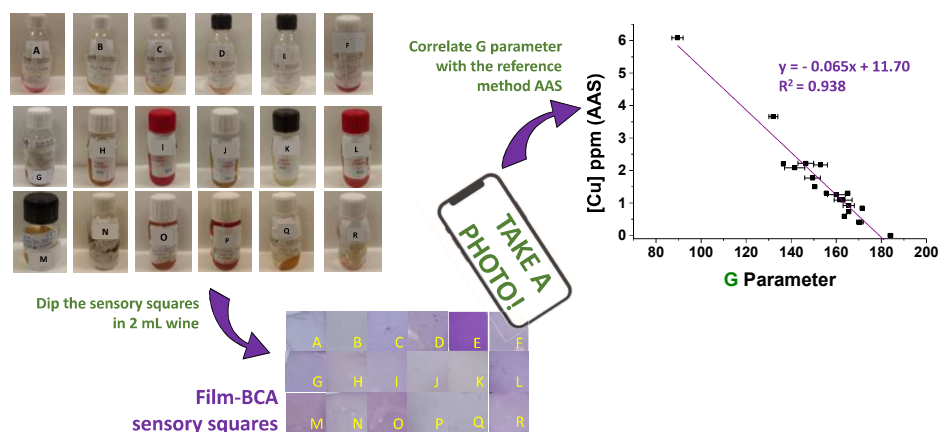 A
B
C
D
E
F
G
H
I
J
K
L
M
N
O
P
Q
R
Dip the sensory squares
in 2 mL wine
Film-BCA
sensory squares
A B C D E F
G H I J K L
M N O P Q R
TAKE A
PHOTO!
Correlate G parameter
with the reference
method AAS
[Cu] ppm (AAS)
6
5
4
3
2
1
0
y = - 0.065x + 11.70
R² = 0.938
80 100 120 140 160 180 200
G Parameter